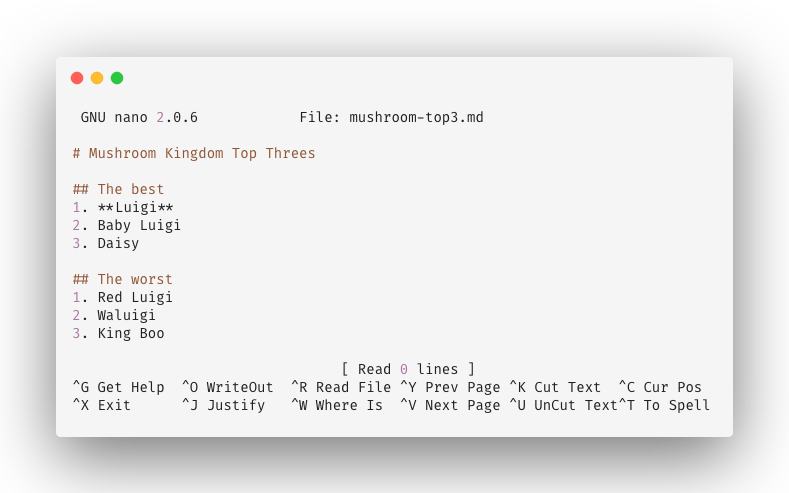 GNU nano 2.0.6 File: mushroom-top3.md
# Mushroom Kingdom Top Threes
## The best
1. **Luigi**
2. Baby Luigi
3. Daisy
## The worst
1. Red Luigi
2. Waluigi
3. King Boo
[ Read 0 lines ]
^G Get Help ^O WriteOut ^R Read File ^Y Prev Page ^K Cut Text ^C Cur Pos
^X Exit ^J Justify ^W Where Is ^V Next Page ^U UnCut Text^T To Spell